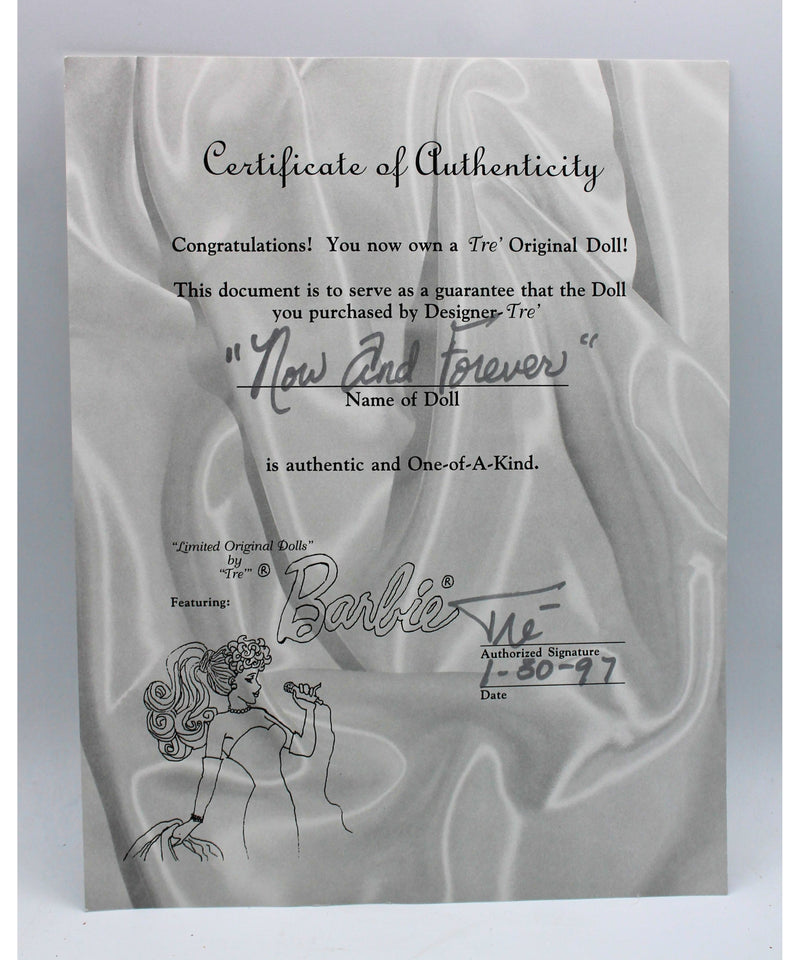 Certificate of Authenticity
Congratulations! You now own a Tre' Original Doll!
This document is to serve as a guarantee that the Doll
you purchased by Designer-Tre'
"Now And Forever"
Name of Doll
is authentic and One-of-A-Kind.
"Limited Original Dolls"
by
"Tre'" ®
Featuring:
Barbie®
Tre
Authorized Signature
1-30-97
Date